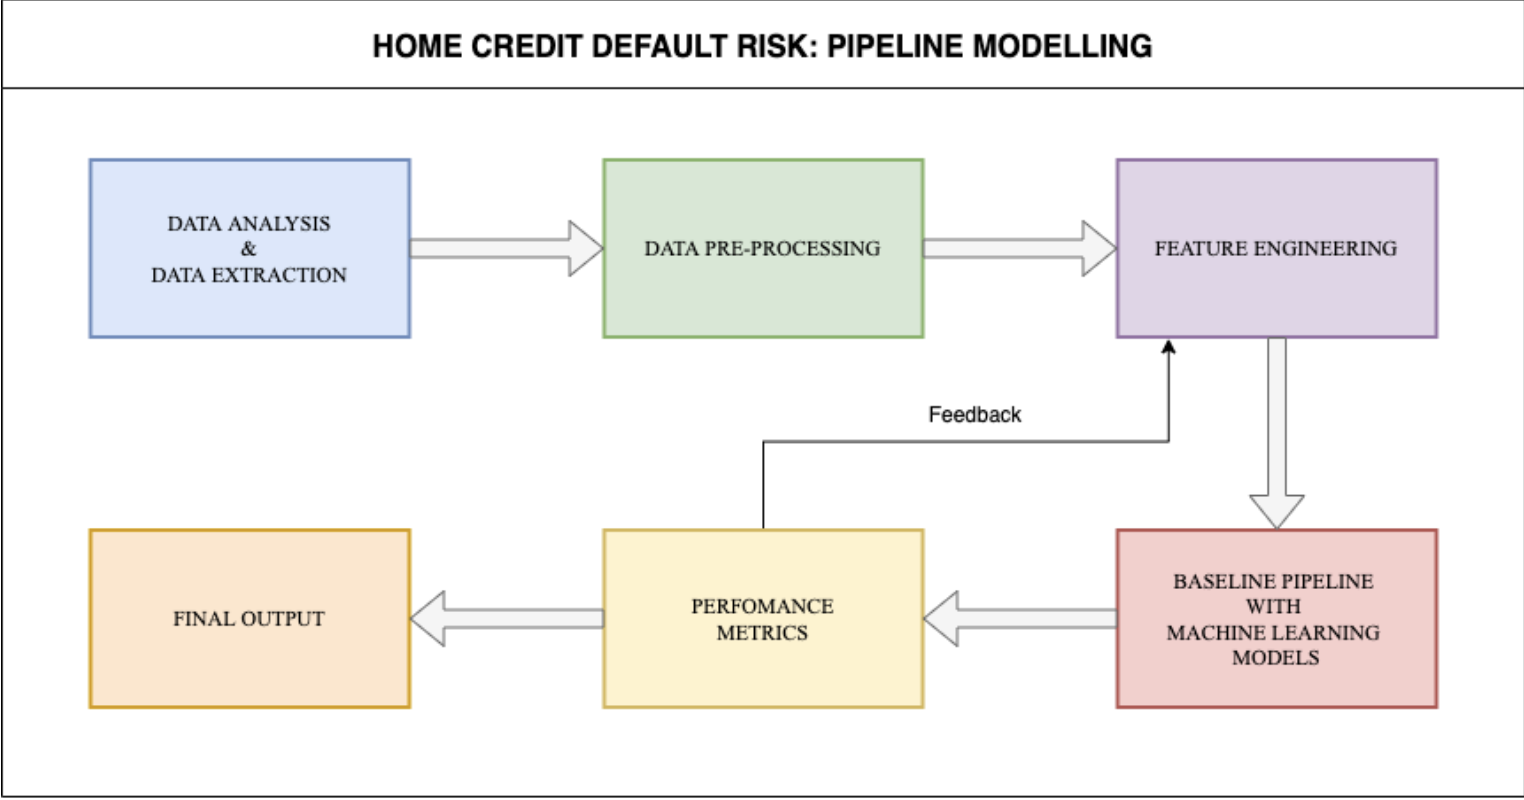 HOME CREDIT DEFAULT RISK: PIPELINE MODELLING
DATA ANALYSIS
&
DATA EXTRACTION
DATA PRE-PROCESSING
FEATURE ENGINEERING
Feedback
FINAL OUTPUT
PERFOMANCE
METRICS
BASELINE PIPELINE
WITH
MACHINE LEARNING
MODELS